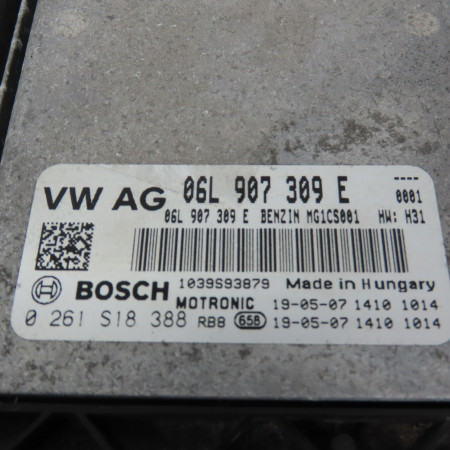 VW AG 06L 907 309 E ----
0001
06L 907 309 E BENZIN MG1CS001 HW: H31
BOSCH 1039S93879 Made in Hungary
MOTRONIC 19-05-07 1410 1014
0 261 S18 388 RBB 658 19-05-07 1410 1014